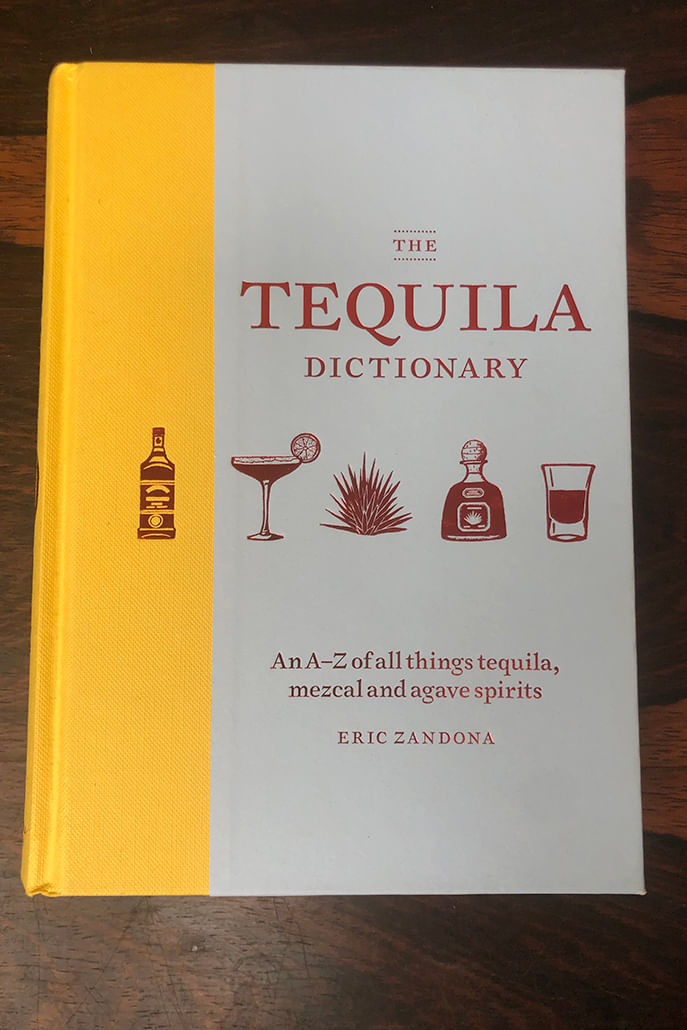 THE
TEQUILA
DICTIONARY
An A–Z of all things tequila,
mezcal and agave spirits
ERIC ZANDONA